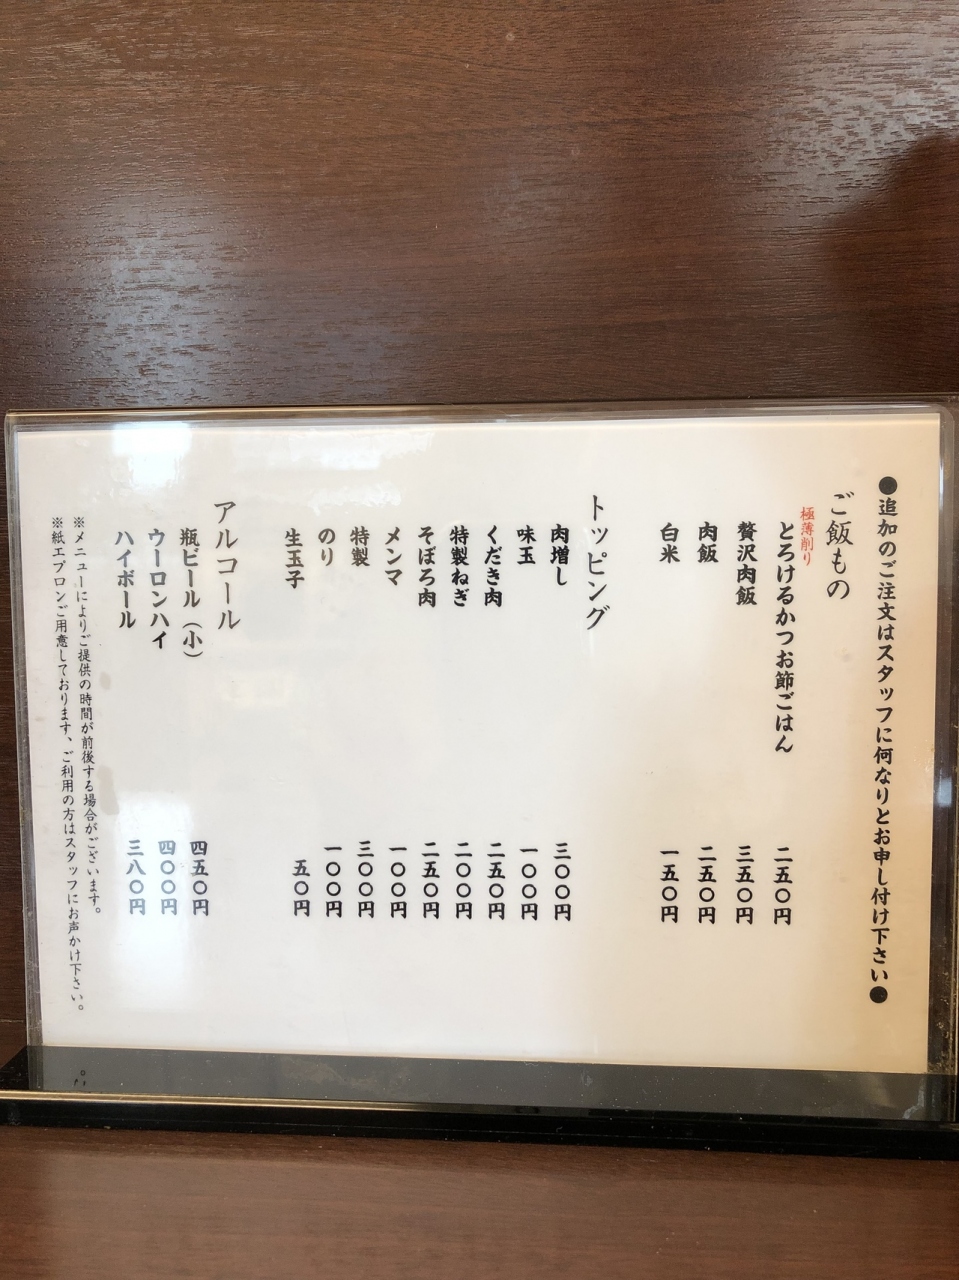 ●追加のご注文はスタッフに何なりとお申し付け下さい●
ご飯もの
極薄削り
とろけるかつお節ごはん 二五〇円
贅沢肉飯 三五〇円
肉飯 二五〇円
白米 一五〇円
トッピング
肉増し 三〇〇円
味玉 一〇〇円
くだき肉 二五〇円
特製ねぎ 二〇〇円
そぼろ肉 二五〇円
メンマ 一〇〇円
特製 三〇〇円
のり 一〇〇円
生玉子 五〇円
アルコール
瓶ビール（小） 四五〇円
ウーロンハイ 四〇〇円
ハイボール 三八〇円
※メニューによりご提供の時間が前後する場合がございます。
※紙エプロンご用意しております、ご利用の方はスタッフにお声かけ下さい。